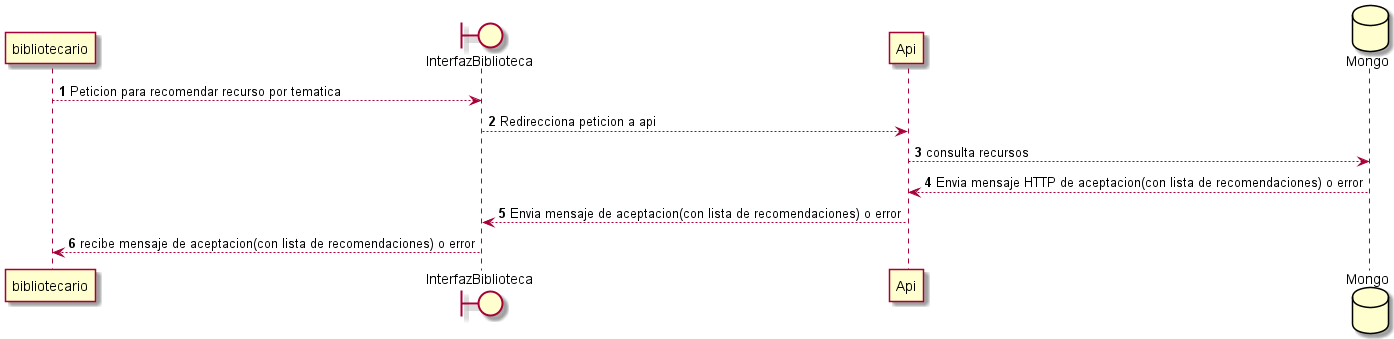 bibliotecario
InterfazBiblioteca
Api
Mongo
1 Peticion para recomendar recurso por tematica
2 Redirecciona peticion a api
3 consulta recursos
4 Envia mensaje HTTP de aceptacion(con lista de recomendaciones) o error
5 Envia mensaje de aceptacion(con lista de recomendaciones) o error
6 recibe mensaje de aceptacion(con lista de recomendaciones) o error
bibliotecario
InterfazBiblioteca
Api
Mongo